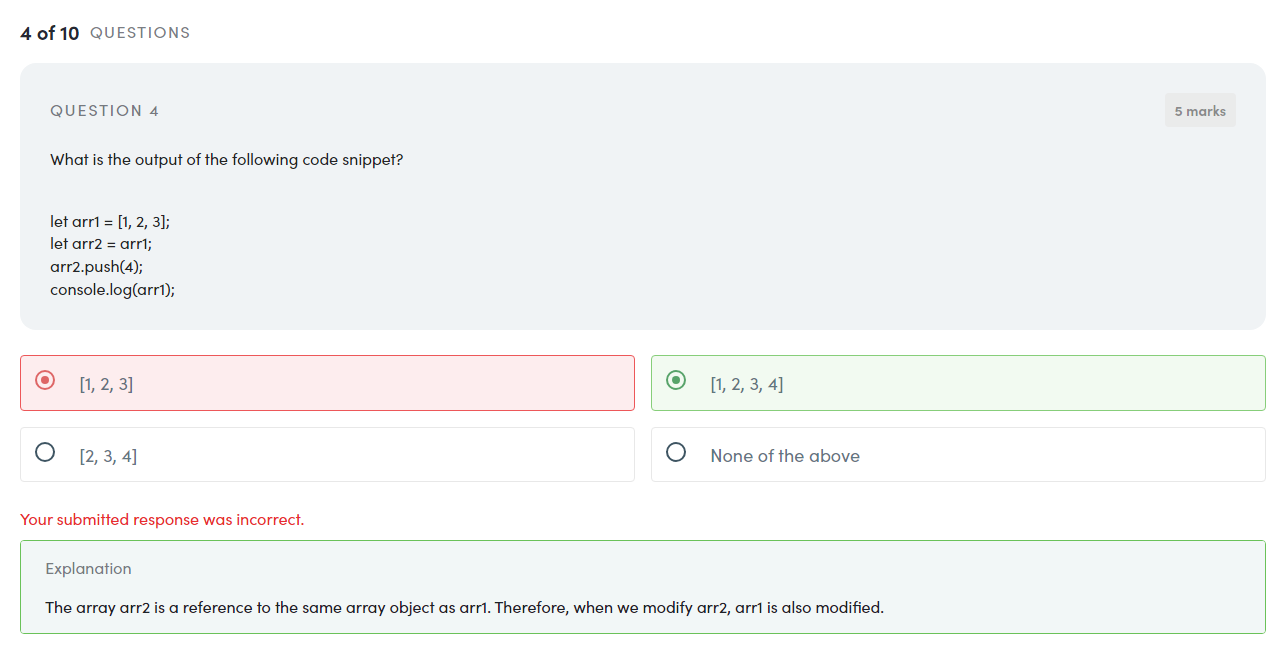 4 of 10 QUESTIONS
QUESTION 4
5 marks
What is the output of the following code snippet?
let arr1 = [1, 2, 3];
let arr2 = arr1;
arr2.push(4);
console.log(arr1);
[1, 2, 3]
[1, 2, 3, 4]
[2, 3, 4]
None of the above
Your submitted response was incorrect.
Explanation
The array arr2 is a reference to the same array object as arr1. Therefore, when we modify arr2, arr1 is also modified.